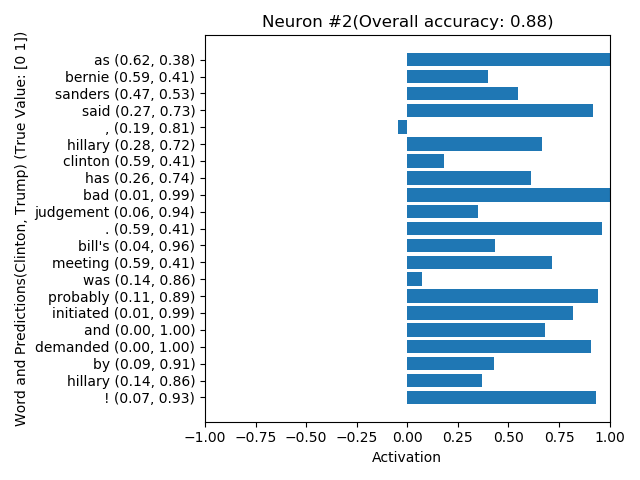 Neuron #2(Overall accuracy: 0.88)
Word and Predictions(Clinton, Trump) (True Value: [0 1])
as (0.62, 0.38)
bernie (0.59, 0.41)
sanders (0.47, 0.53)
said (0.27, 0.73)
, (0.19, 0.81)
hillary (0.28, 0.72)
clinton (0.59, 0.41)
has (0.26, 0.74)
bad (0.01, 0.99)
judgement (0.06, 0.94)
. (0.59, 0.41)
bill's (0.04, 0.96)
meeting (0.59, 0.41)
was (0.14, 0.86)
probably (0.11, 0.89)
initiated (0.01, 0.99)
and (0.00, 1.00)
demanded (0.00, 1.00)
by (0.09, 0.91)
hillary (0.14, 0.86)
! (0.07, 0.93)
−1.00 −0.75 −0.50 −0.25 0.00 0.25 0.50 0.75 1.00
Activation